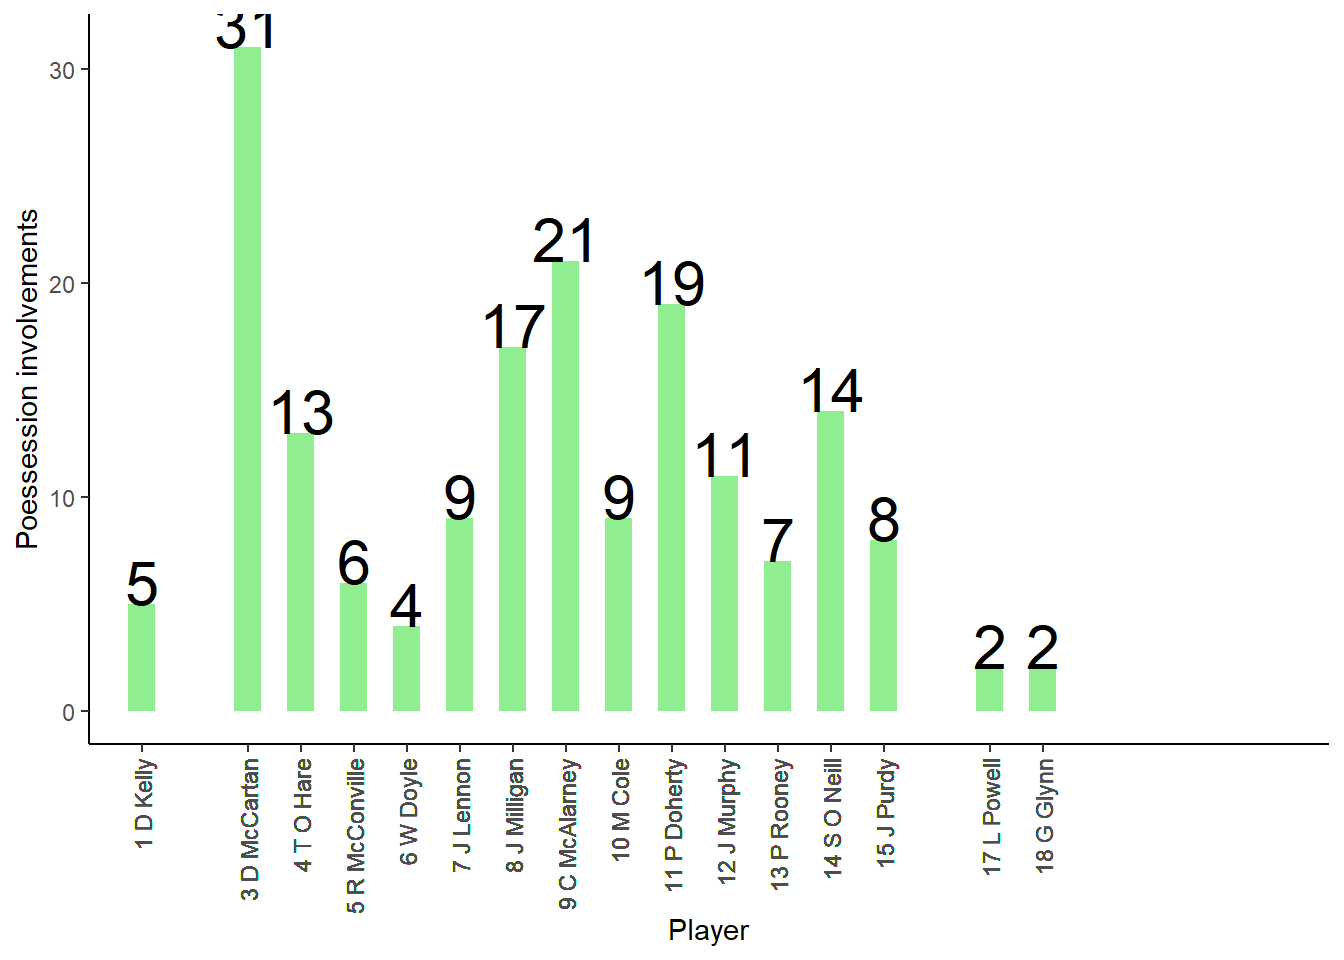 31
30
21
20
19
17
14
13
11
10
9
9
8
7
6
5
4
2
2
0
Poessession involvements
1 D Kelly
3 D McCartan
4 T O Hare
5 R McConville
6 W Doyle
7 J Lennon
8 J Milligan
9 C McAlarney
10 M Cole
11 P Doherty
12 J Murphy
13 P Rooney
14 S O Neill
15 J Purdy
17 L Powell
18 G Glynn
Player